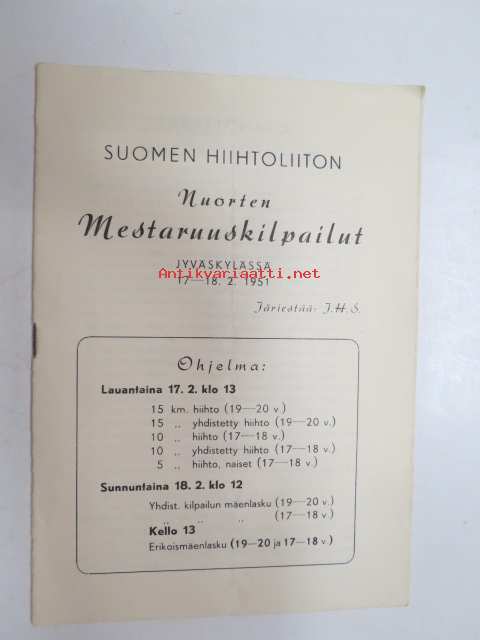 SUOMEN HIIHTOLIITON
Nuorten
Mestaruuskilpailut
JYVÄSKYLÄSSÄ
Antikvariaatti.net
17—18. 2. 1951
Järjestää: J.H.S.
Ohjelma:
Lauantaina 17. 2. klo 13
15 km. hiihto (19—20 v.)
15 „ yhdistetty hiihto (19—20 v.)
10 „ hiihto (17—18 v.)
10 „ yhdistetty hiihto (17—18 v.)
5 „ hiihto, naiset (17—18 v.)
Sunnuntaina 18. 2. klo 12
Yhdist. kilpailun mäenlasku (19—20 v.)
„ „ „ (17—18 v.)
Kello 13
Erikoismäenlasku (19—20 ja 17—18 v.)